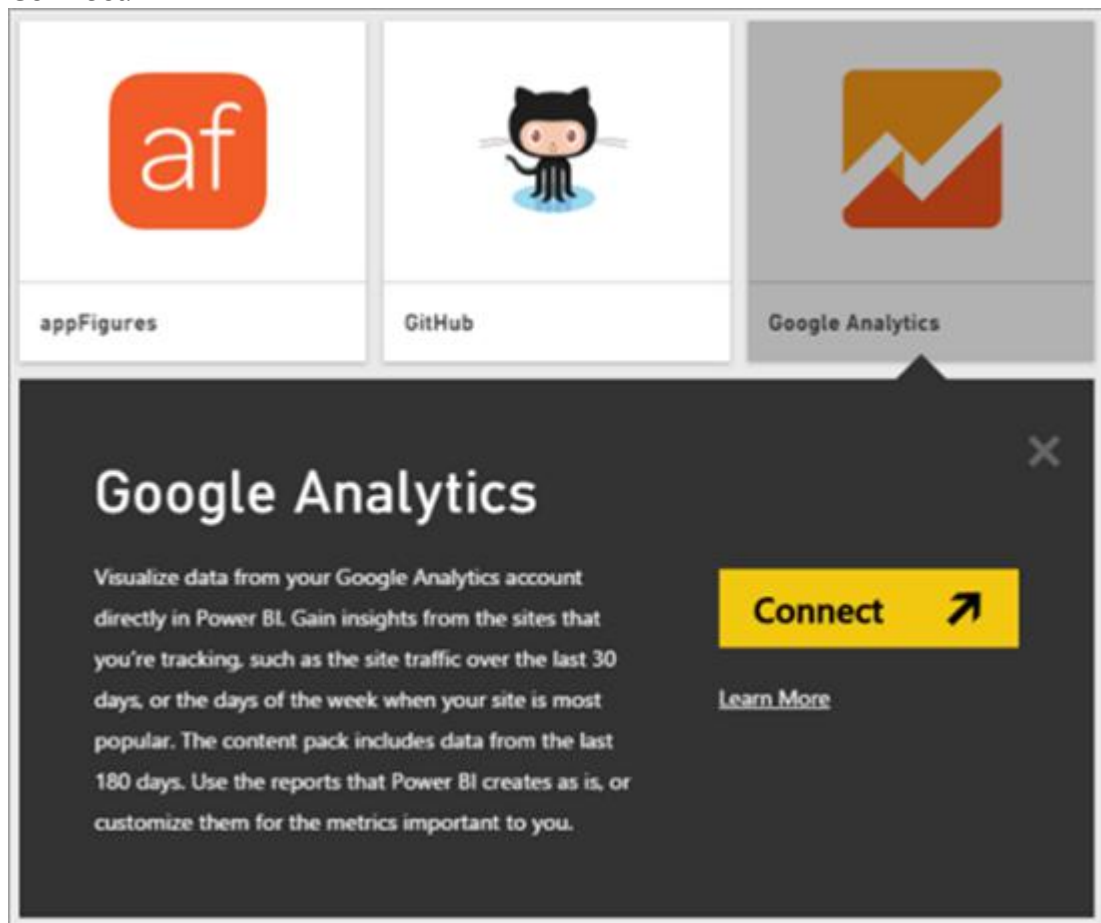 af
appFigures
GitHub
Google Analytics
Google Analytics
Visualize data from your Google Analytics account
directly in Power BI. Gain insights from the sites that
you're tracking, such as the site traffic over the last 30
days, or the days of the week when your site is most
popular. The content pack includes data from the last
180 days. Use the reports that Power BI creates as is, or
customize them for the metrics important to you.
Connect
Learn More